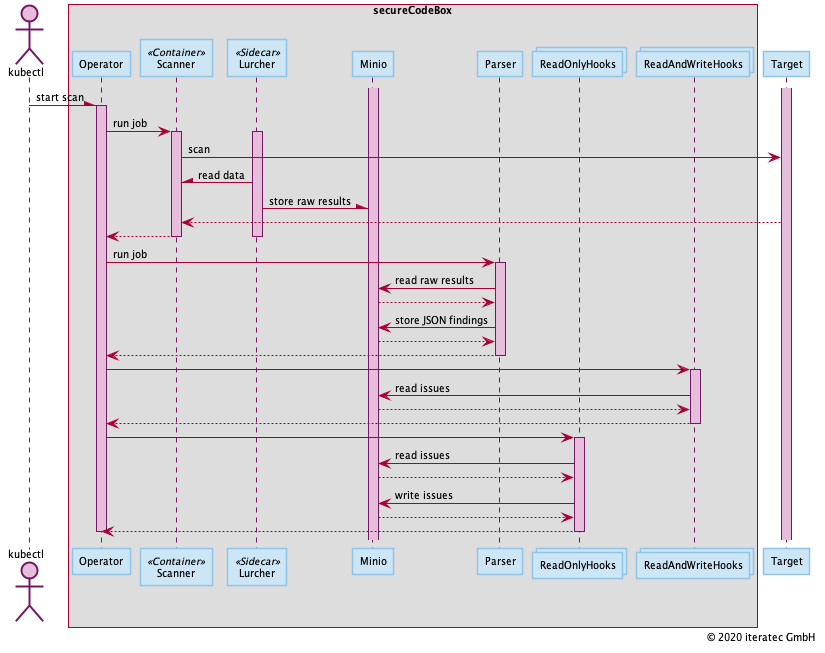 secureCodeBox
kubectl
Operator
«Container»
Scanner
«Sidecar»
Lurcher
Minio
Parser
ReadOnlyHooks
ReadAndWriteHooks
Target
start scan
run job
scan
read data
store raw results
run job
read raw results
store JSON findings
read issues
read issues
write issues
kubectl
Operator
«Container»
Scanner
«Sidecar»
Lurcher
Minio
Parser
ReadOnlyHooks
ReadAndWriteHooks
Target
© 2020 iteratec GmbH